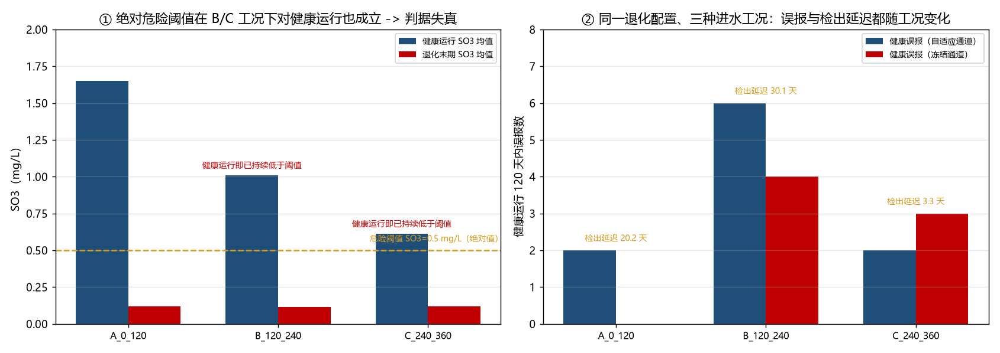 ① 绝对危险阈值在 B/C 工况下对健康运行也成立 -> 判据失真
2.00
1.75
1.50
1.25
1.00
0.75
0.50
0.25
0.00
SO3（mg/L）
健康运行 SO3 均值
退化末期 SO3 均值
健康运行即已持续低于阈值
健康运行即已持续低于阈值
危险阈值 SO3=0.5 mg/L（绝对值）
A_0_120
B_120_240
C_240_360
② 同一退化配置、三种进水工况：误报与检出延迟都随工况变化
8
7
6
5
4
3
2
1
0
健康运行 120 天内误报数
健康误报（自适应通道）
健康误报（冻结通道）
检出延迟 30.1 天
检出延迟 3.3 天
检出延迟 20.2 天
A_0_120
B_120_240
C_240_360